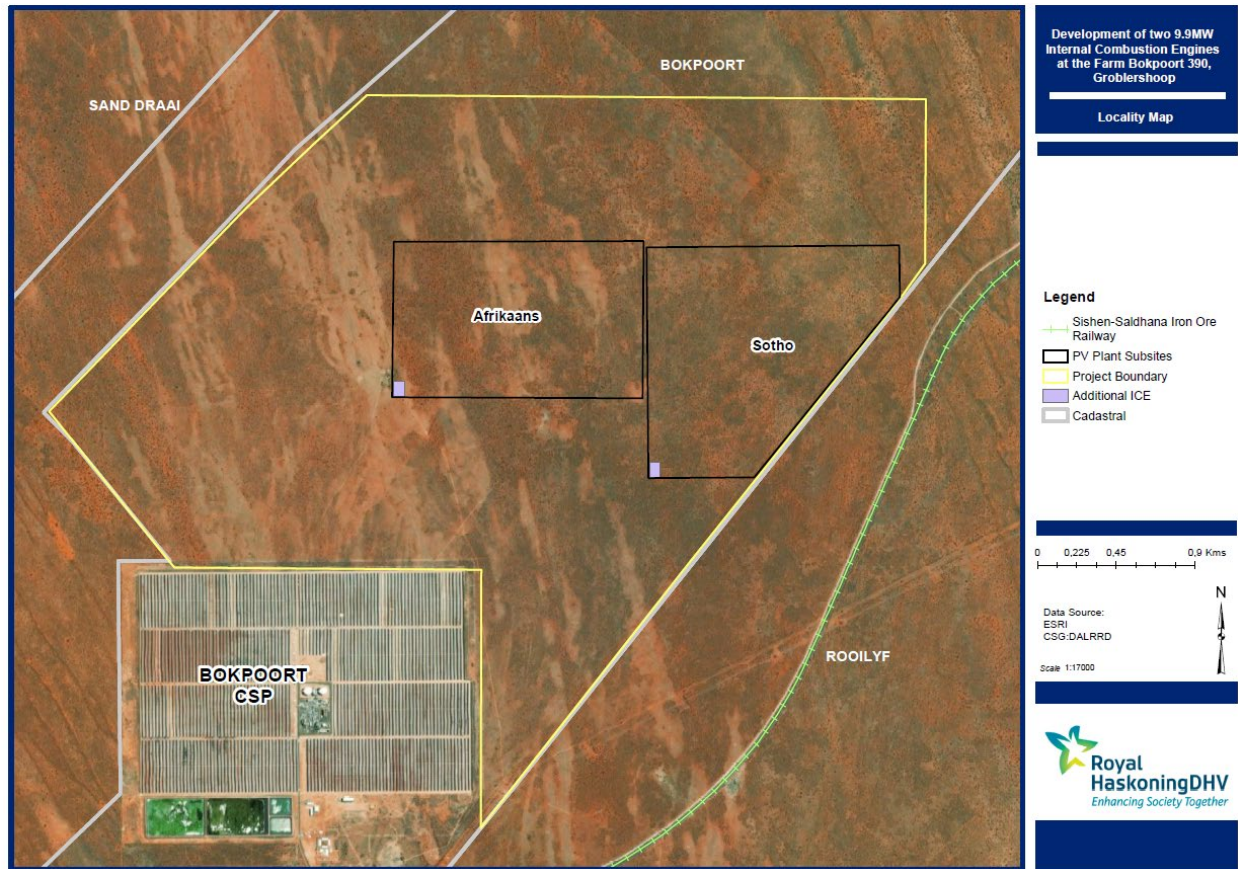 SAND DRAAI
BOKPOORT
Afrikaans
Sotho
BOKPOORT
CSP
ROOILYF
Development of two 9.9MW
Internal Combustion Engines
at the Farm Bokpoort 390,
Groblershoop
Locality Map
Legend
Sishen-Saldhana Iron Ore
Railway
PV Plant Subsites
Project Boundary
Additional ICE
Cadastral
0 0,225 0,45 0,9 Kms
N
Data Source:
ESRI
CSG:DALRRD
Scale 1:17000
Royal
HaskoningDHV
Enhancing Society Together